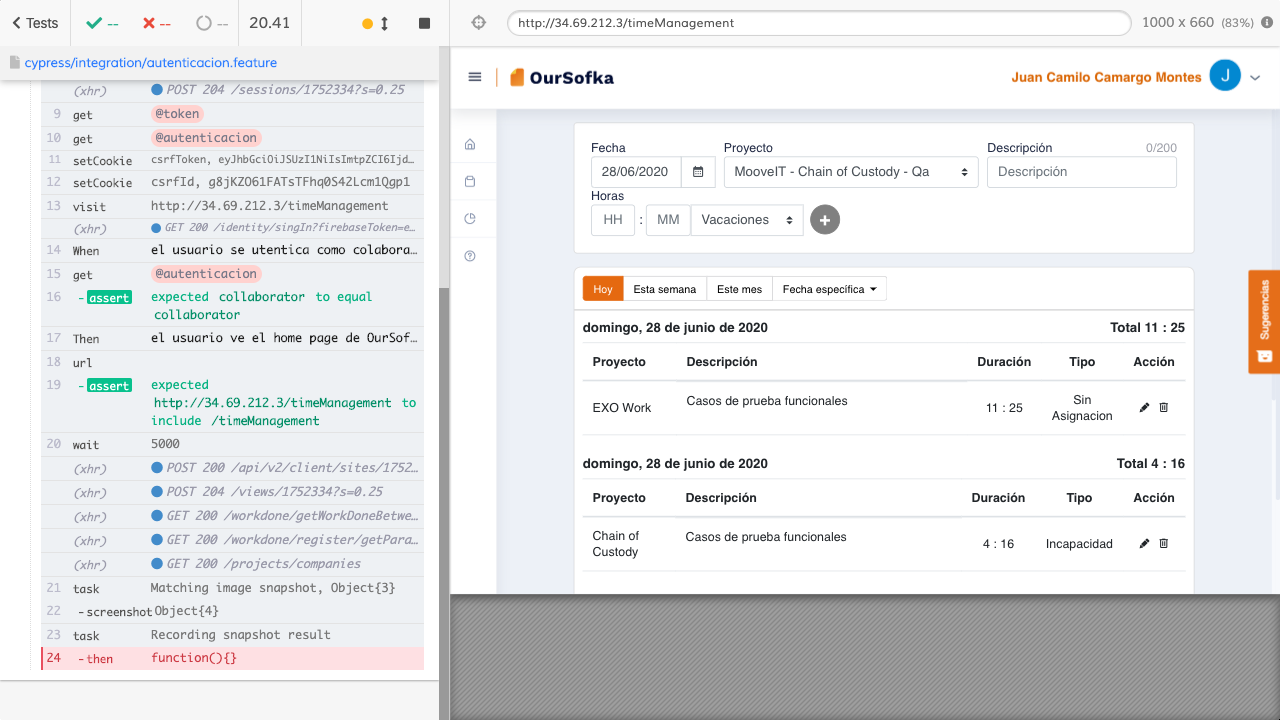 Tests
--
--
--
20.41
http://34.69.212.3/timeManagement
1000 x 660 (83%)
cypress/integration/autenticacion.feature
(xhr) POST 204 /sessions/1752334?s=0.25
9 get @token
10 get @autenticacion
11 setCookie csrfToken, eyJhbGciOiJSUzI1NiIsImtpZCI6Ijd…
12 setCookie csrfId, g8jKZO61FATsTFhq0S42Lcm1Qgp1
13 visit http://34.69.212.3/timeManagement
(xhr) GET 200 /identity/singIn?firebaseToken=e…
14 When el usuario se utentica como colabora…
15 get @autenticacion
16 - assert expected collaborator to equal
collaborator
17 Then el usuario ve el home page de OurSof…
18 url
19 - assert expected
http://34.69.212.3/timeManagement to
include /timeManagement
20 wait 5000
(xhr) POST 200 /api/v2/client/sites/1752…
(xhr) POST 204 /views/1752334?s=0.25
(xhr) GET 200 /workdone/getWorkDoneBetwe…
(xhr) GET 200 /workdone/register/getPara…
(xhr) GET 200 /projects/companies
21 task Matching image snapshot, Object{3}
22 - screenshot Object{4}
23 task Recording snapshot result
24 - then function(){}
OurSofka
Juan Camilo Camargo Montes J
Fecha Proyecto Descripción 0/200
28/06/2020 MooveIT - Chain of Custody - Qa Descripción
Horas
HH : MM Vacaciones +
Hoy Esta semana Este mes Fecha específica
domingo, 28 de junio de 2020 Total 11 : 25
Proyecto Descripción Duración Tipo Acción
EXO Work Casos de prueba funcionales 11 : 25 Sin
Asignacion
domingo, 28 de junio de 2020 Total 4 : 16
Proyecto Descripción Duración Tipo Acción
Chain of
Custody Casos de prueba funcionales 4 : 16 Incapacidad
Sugerencias